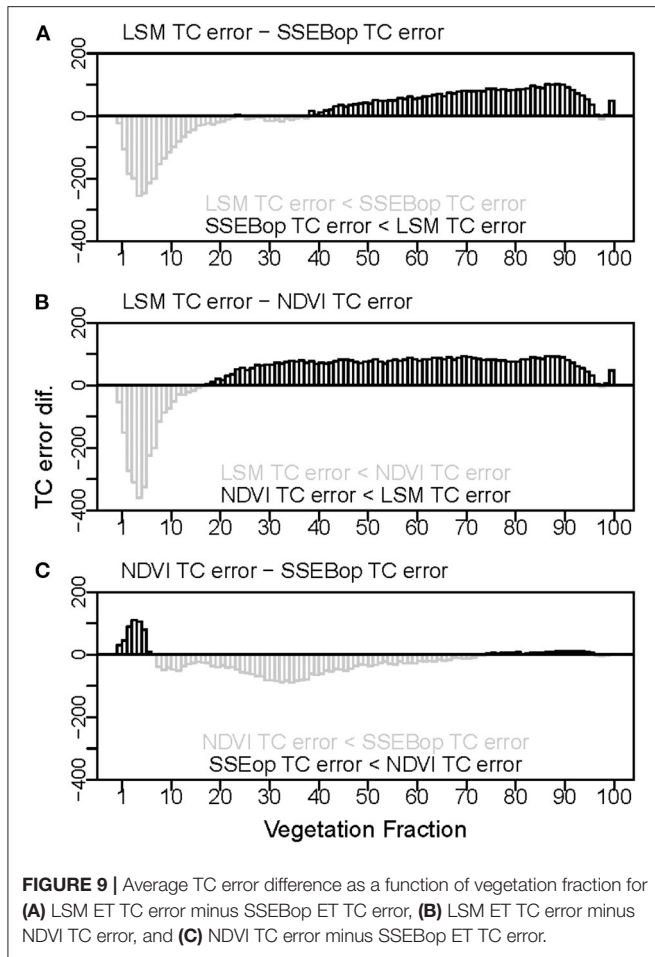 A LSM TC error – SSEBop TC error
200
0
−200
−400
LSM TC error < SSEBop TC error
SSEBop TC error < LSM TC error
1 10 20 30 40 50 60 70 80 90 100
B LSM TC error – NDVI TC error
200
0
−200
−400
TC error dif.
LSM TC error < NDVI TC error
NDVI TC error < LSM TC error
1 10 20 30 40 50 60 70 80 90 100
C NDVI TC error – SSEBop TC error
200
0
−200
−400
NDVI TC error < SSEBop TC error
SSEop TC error < NDVI TC error
1 10 20 30 40 50 60 70 80 90 100
Vegetation Fraction
FIGURE 9 | Average TC error difference as a function of vegetation fraction for
(A) LSM ET TC error minus SSEBop ET TC error, (B) LSM ET TC error minus
NDVI TC error, and (C) NDVI TC error minus SSEBop ET TC error.